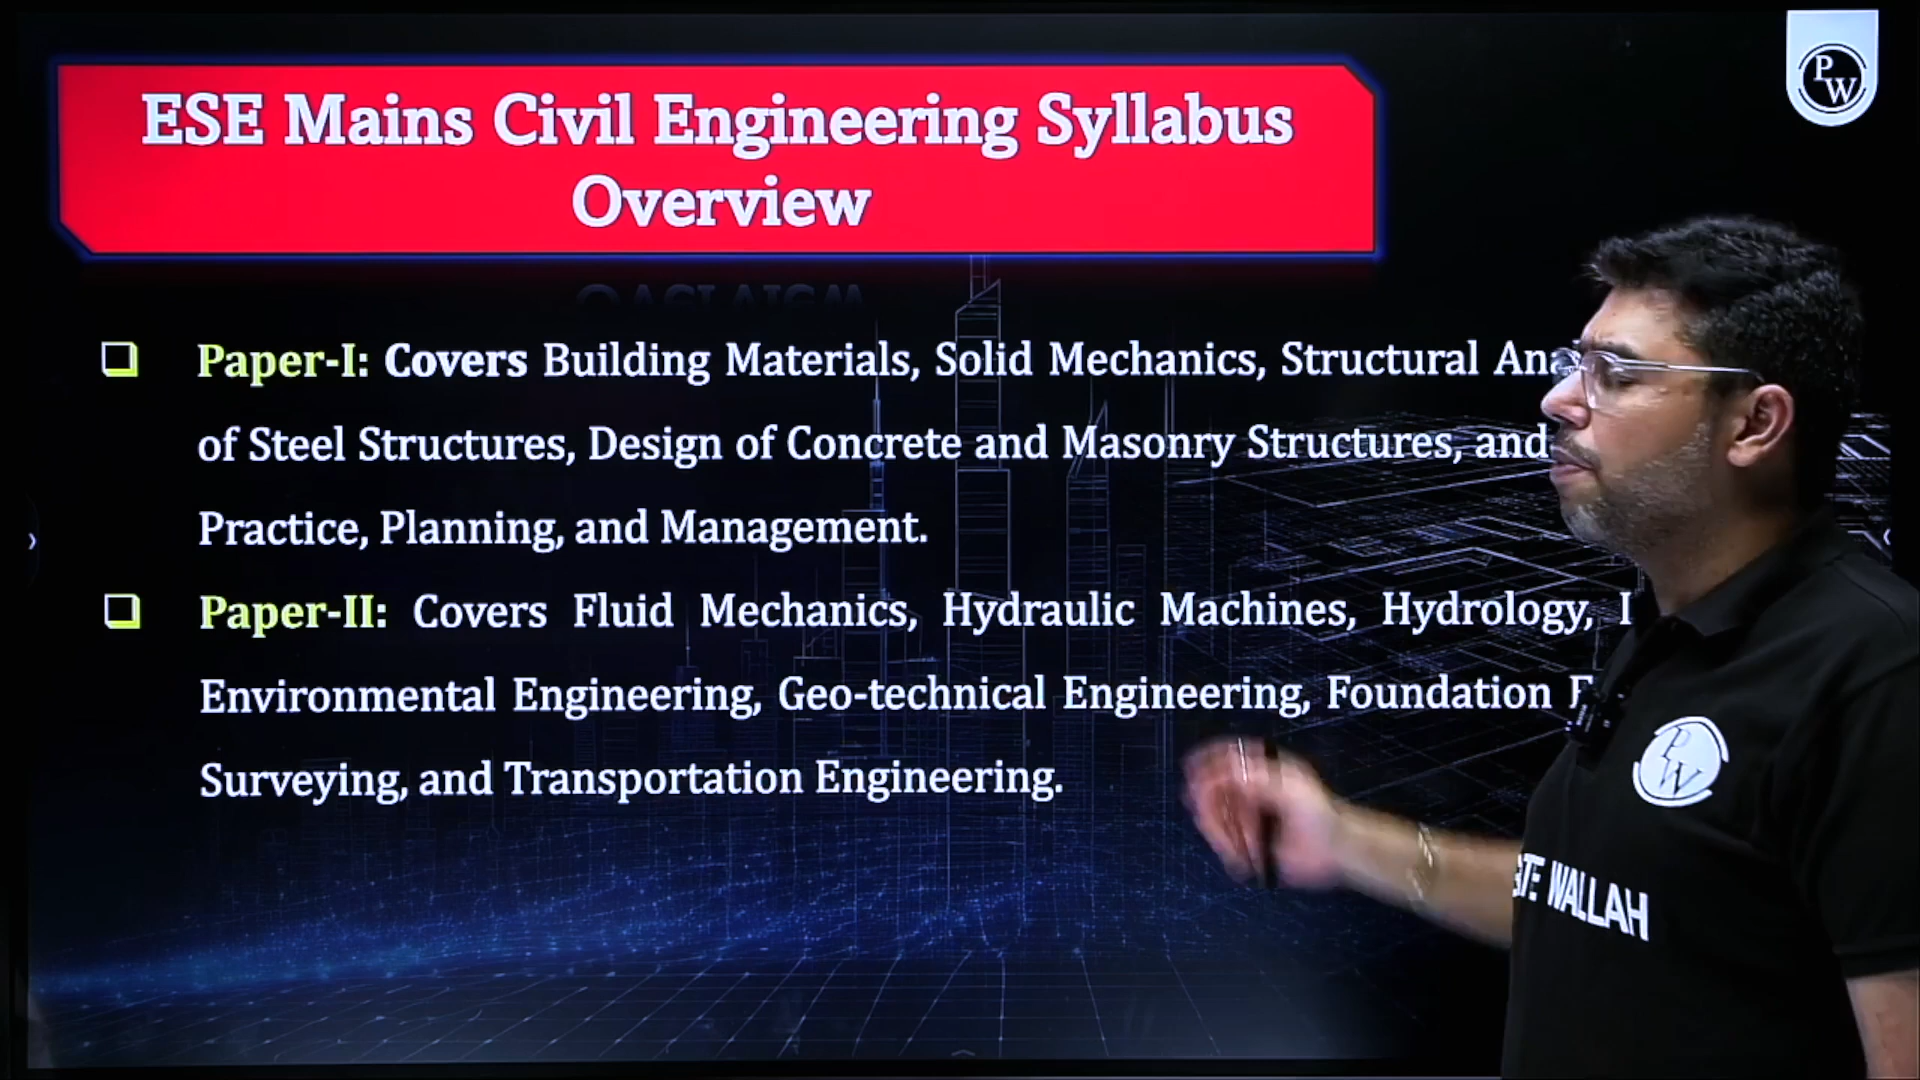 ESE Mains Civil Engineering Syllabus
Overview
PW
Paper-I: Covers Building Materials, Solid Mechanics, Structural
of Steel Structures, Design of Concrete and Masonry Structures, and
Practice, Planning, and Management.
Paper-II: Covers Fluid Mechanics, Hydraulic Machines, Hydrology,
Environmental Engineering, Geo-technical Engineering, Foundation
Surveying, and Transportation Engineering.
PW
WALLAH